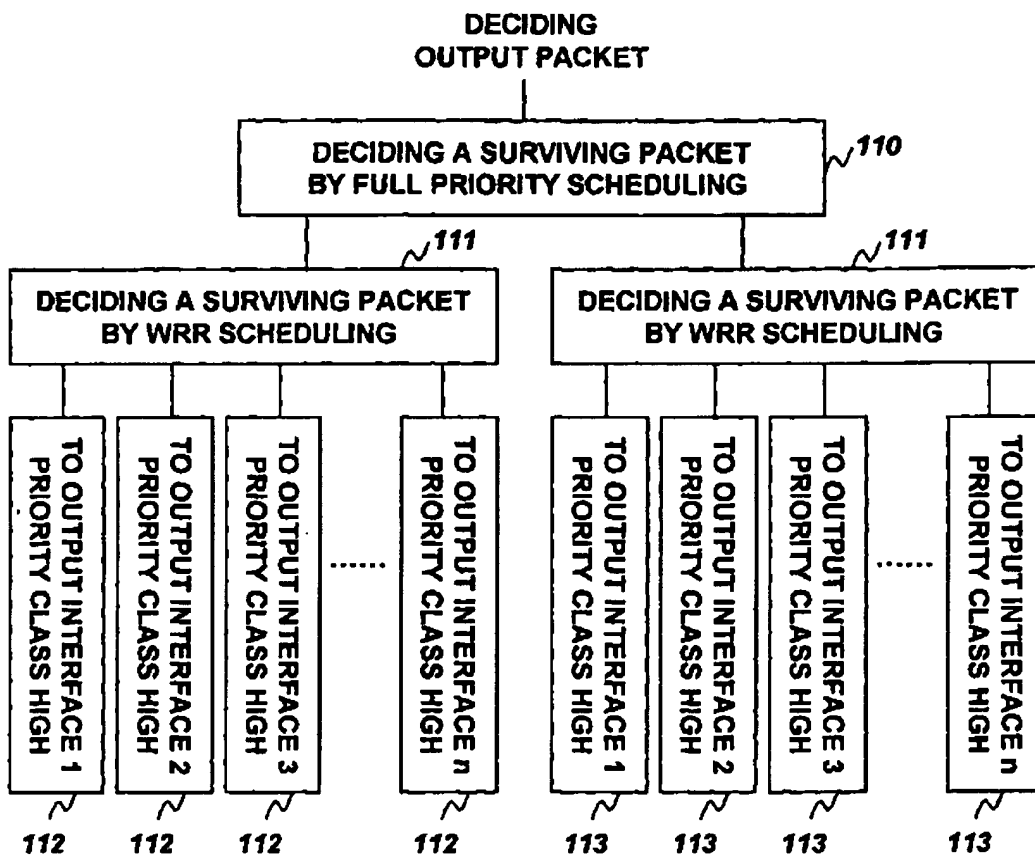 DECIDING
OUTPUT PACKET
DECIDING A SURVIVING PACKET
BY FULL PRIORITY SCHEDULING
110
111
111
DECIDING A SURVIVING PACKET
BY WRR SCHEDULING
DECIDING A SURVIVING PACKET
BY WRR SCHEDULING
TO OUTPUT INTERFACE 1
PRIORITY CLASS HIGH
TO OUTPUT INTERFACE 2
PRIORITY CLASS HIGH
TO OUTPUT INTERFACE 3
PRIORITY CLASS HIGH
........
TO OUTPUT INTERFACE n
PRIORITY CLASS HIGH
TO OUTPUT INTERFACE 1
PRIORITY CLASS HIGH
TO OUTPUT INTERFACE 2
PRIORITY CLASS HIGH
TO OUTPUT INTERFACE 3
PRIORITY CLASS HIGH
........
TO OUTPUT INTERFACE n
PRIORITY CLASS HIGH
112
112
112
112
113
113
113
113